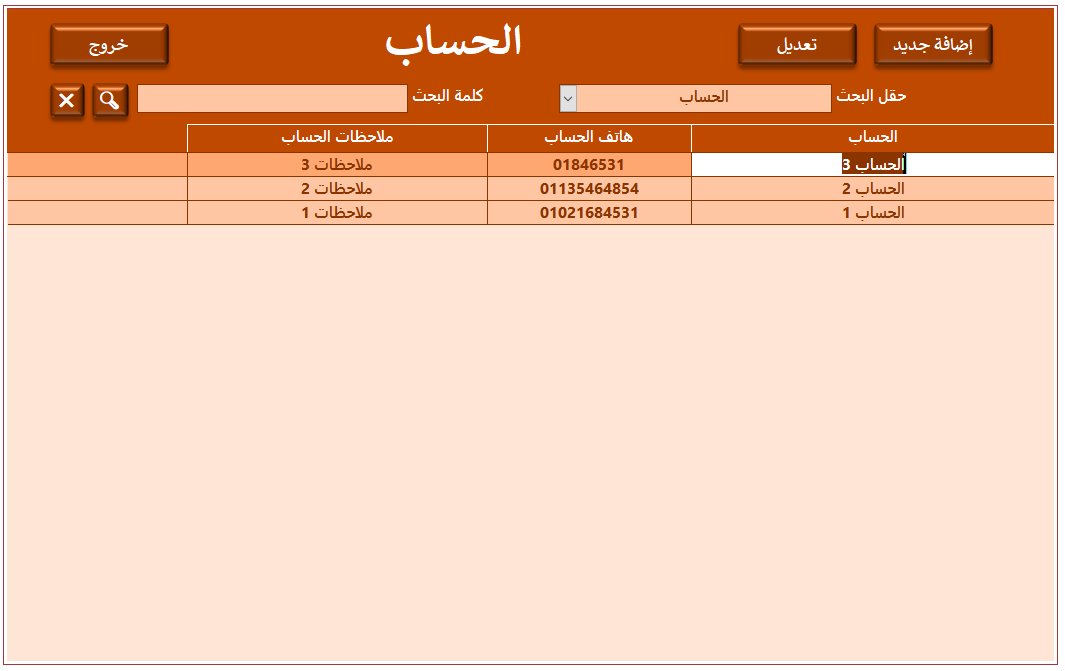 إضافة جديد تعديل الحساب خروج
حقل البحث الحساب كلمة البحث
الحساب هاتف الحساب ملاحظات الحساب
الحساب 3 01846531 ملاحظات 3
الحساب 2 01135464854 ملاحظات 2
الحساب 1 01021684531 ملاحظات 1